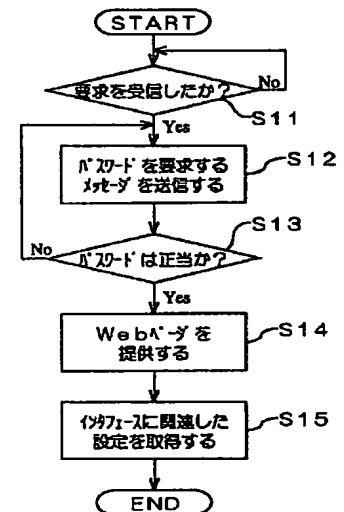 START
要求を受信したか?
No
S11
Yes
ﾊﾟｽﾜｰﾄﾞを要求する
ﾒｯｾｰｼﾞを送信する
S12
S13
No
ﾊﾟｽﾜｰﾄﾞは正当か?
Yes
Ｗｅｂﾍﾟｰｼﾞを
提供する
S14
ｲﾝﾀﾌｪｰｽに関連した
設定を取得する
S15
END